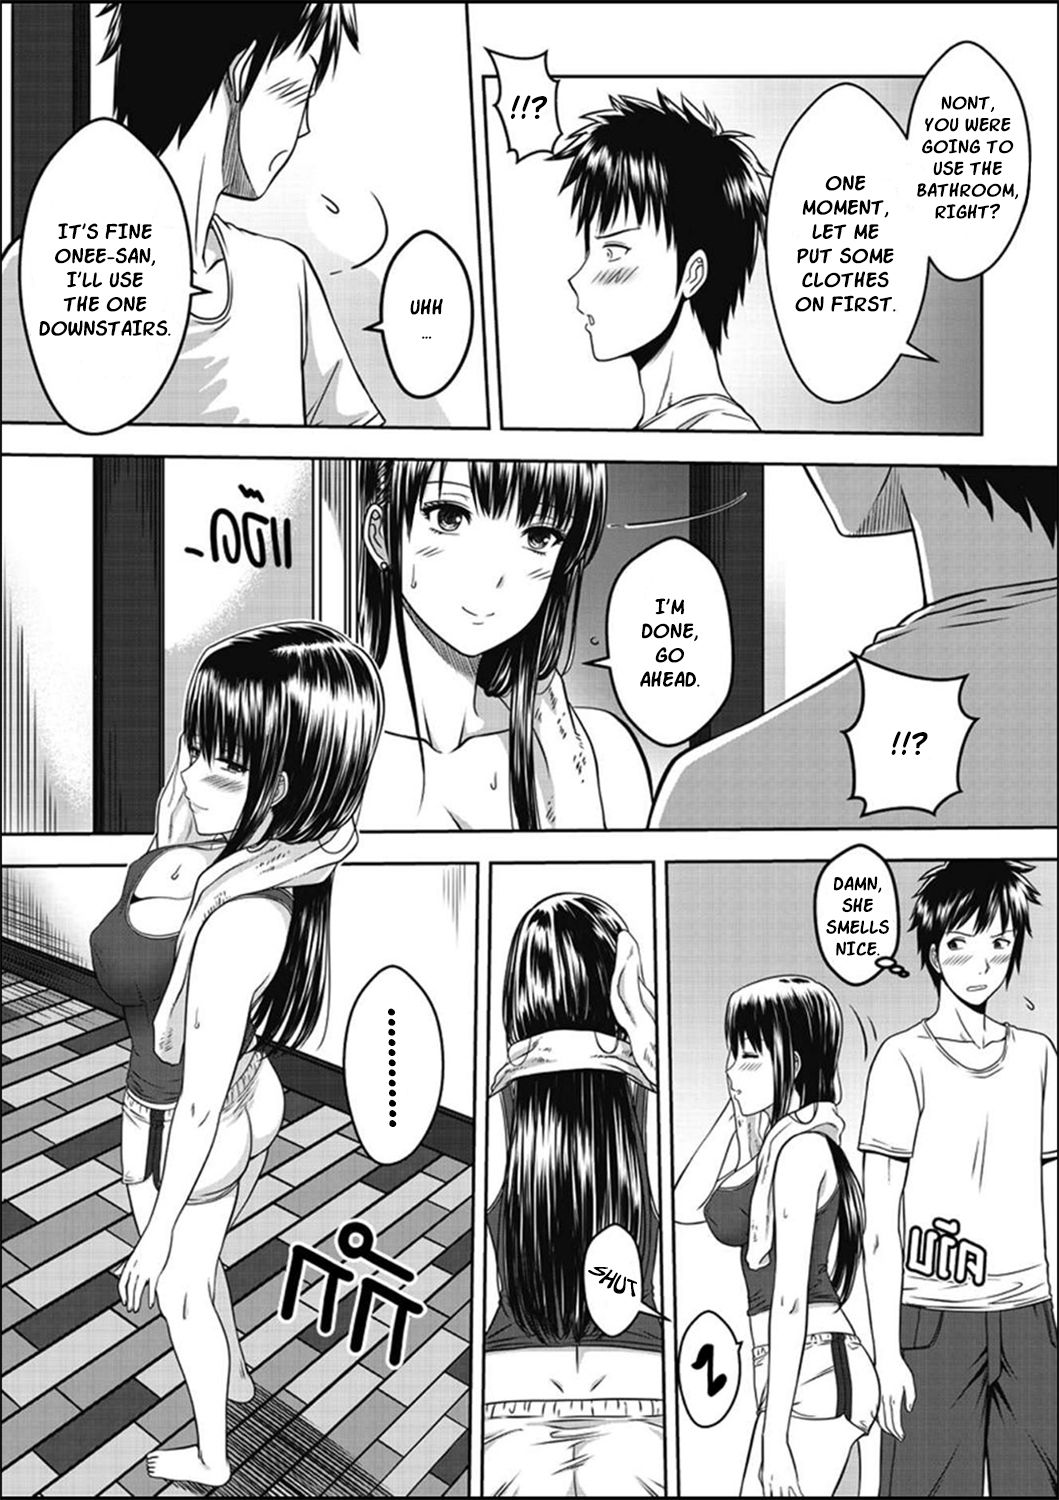 NONT,
YOU WERE
GOING TO
USE THE
BATHROOM,
RIGHT?
ONE
MOMENT,
LET ME
PUT SOME
CLOTHES
ON FIRST.
!!?
UHH
...
IT'S FINE
ONEE-SAN,
I'LL USE
THE ONE
DOWNSTAIRS.
!!?
I'M
DONE,
GO
AHEAD.
DAMN,
SHE
SMELLS
NICE.
SHUT
............